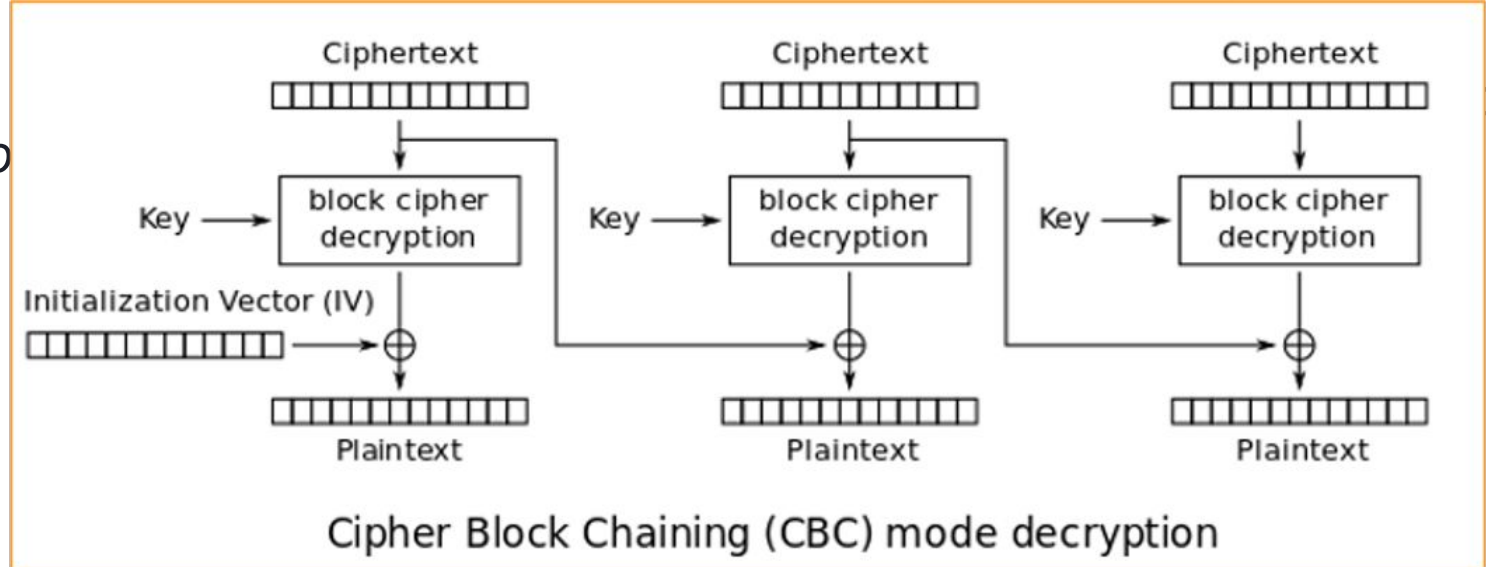 Ciphertext Ciphertext Ciphertext
block cipher block cipher block cipher
Key Key Key
decryption decryption decryption
Initialization Vector (IV)
Plaintext Plaintext Plaintext
Cipher Block Chaining (CBC) mode decryption